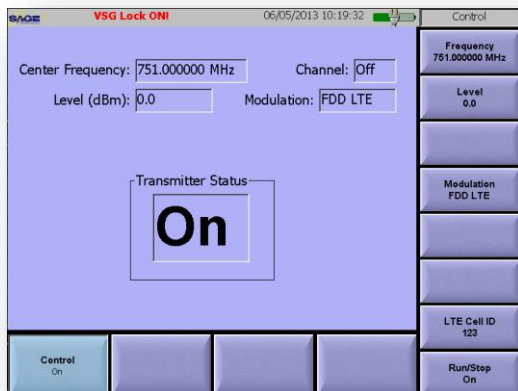 SAGE VSG Lock ON! 06/05/2013 10:19:32 Control
Center Frequency: 751.000000 MHz Channel: Off
Level (dBm): 0.0 Modulation: FDD LTE
Transmitter Status
On
Frequency
751.000000 MHz
Level
0.0
Modulation
FDD LTE
LTE Cell ID
123
Run/Stop
On
Control
On